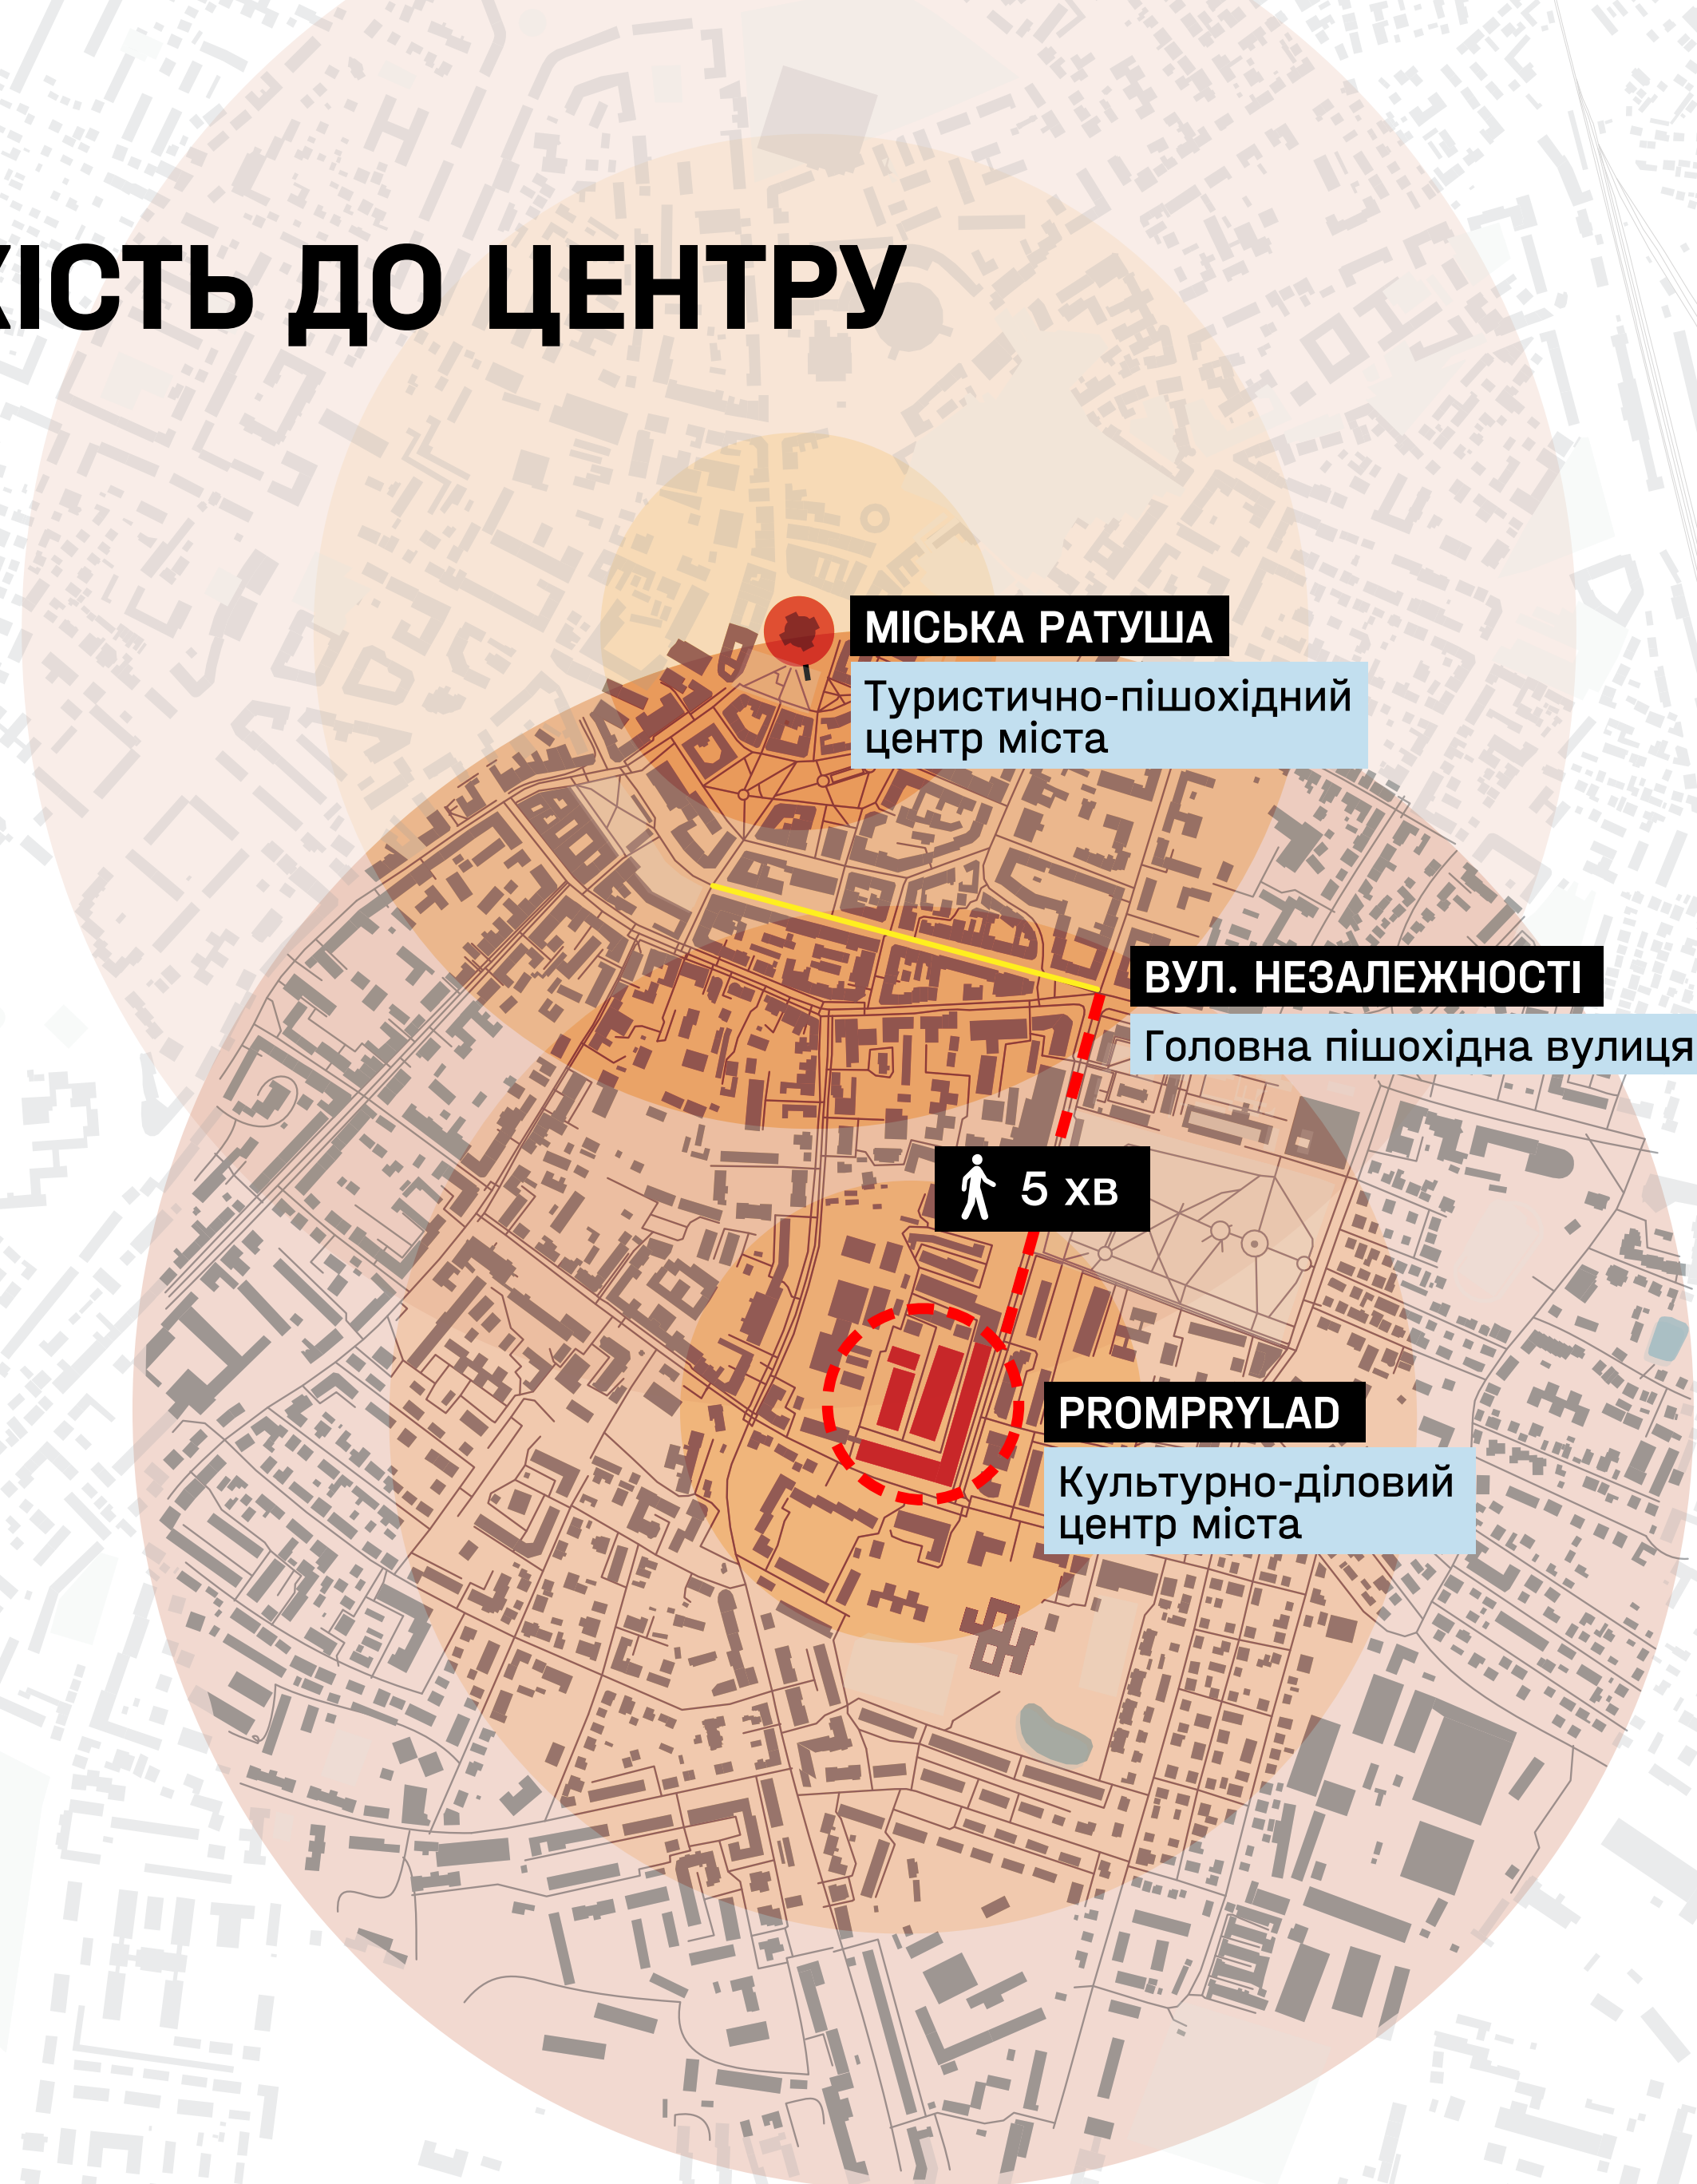 ІСТЬ ДО ЦЕНТРУ
МІСЬКА РАТУША
Туристично-пішохідний
центр міста
ВУЛ. НЕЗАЛЕЖНОСТІ
Головна пішохідна вулиця
5 хв
PROMPRYLAD
Культурно-діловий
центр міста